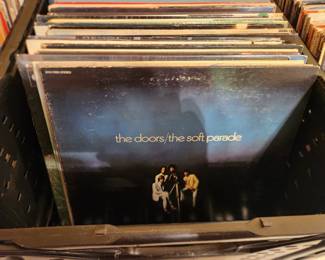 the doors/the soft parade